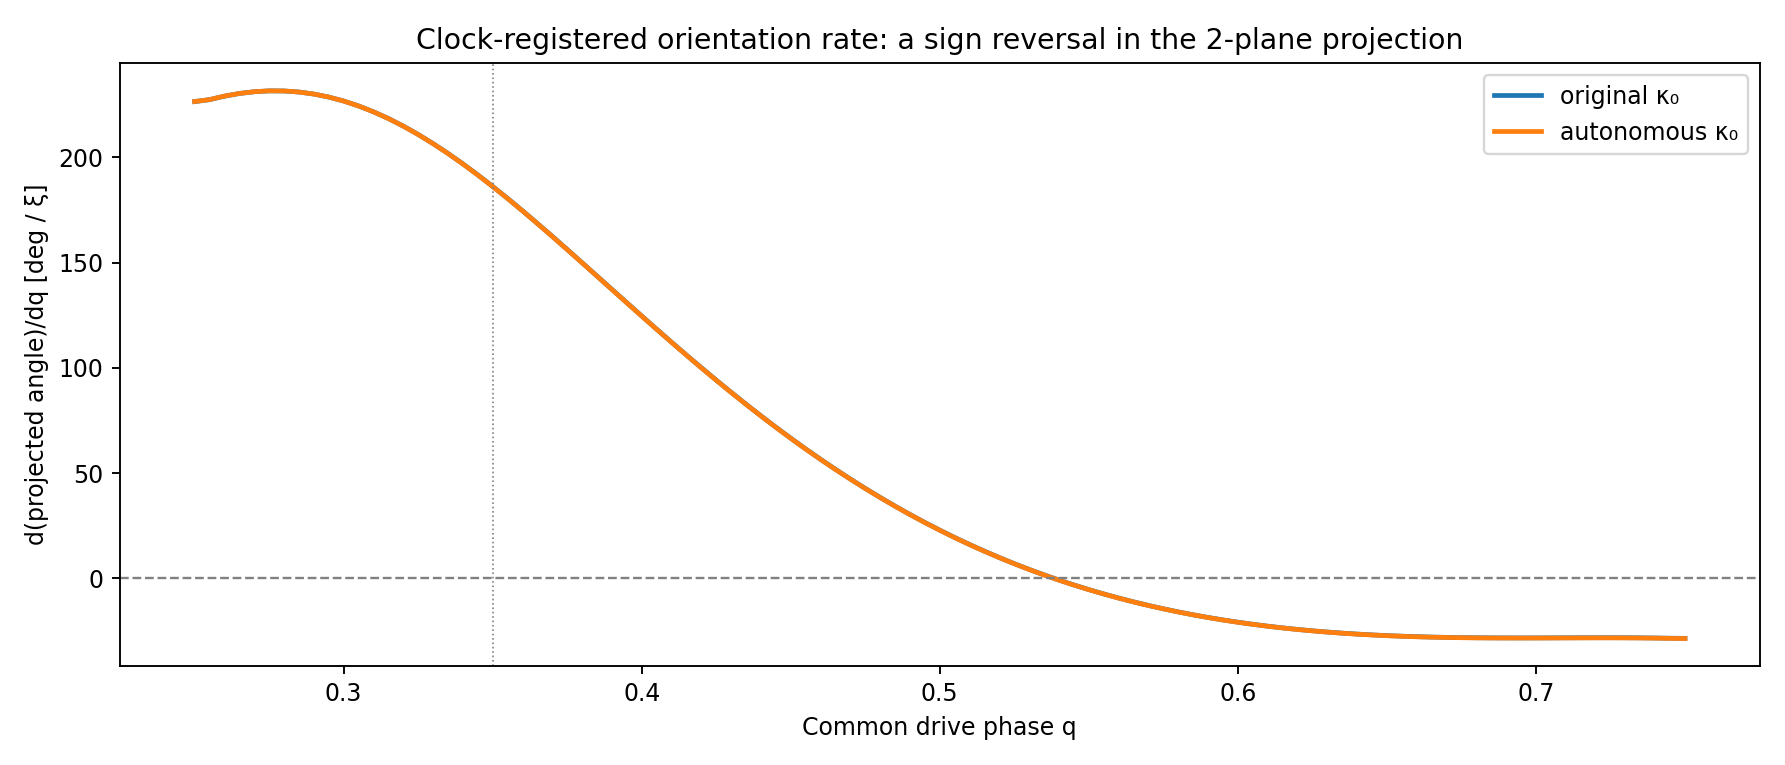 Clock-registered orientation rate: a sign reversal in the 2-plane projection
original κ₀
autonomous κ₀
d(projected angle)/dq [deg / ξ]
200
150
100
50
0
0.3 0.4 0.5 0.6 0.7
Common drive phase q